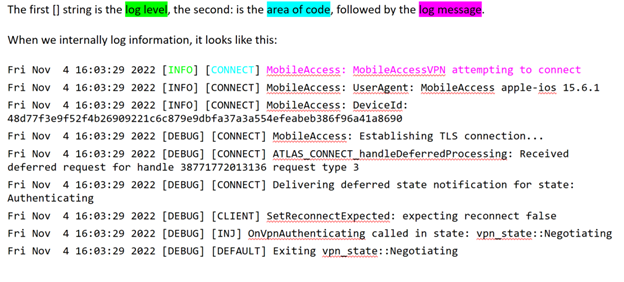 The first [] string is the log level, the second: is the area of code, followed by the log message.
When we internally log information, it looks like this:
Fri Nov  4 16:03:29 2022 [INFO] [CONNECT] MobileAccess: MobileAccessVPN attempting to connect
Fri Nov  4 16:03:29 2022 [INFO] [CONNECT] MobileAccess: UserAgent: MobileAccess apple-ios 15.6.1
Fri Nov  4 16:03:29 2022 [INFO] [CONNECT] MobileAccess: DeviceId:
48d77f3e9f52f4b26909221c6c879e9dbfa37a3a554efeabeb386f96a41a8690
Fri Nov  4 16:03:29 2022 [DEBUG] [CONNECT] MobileAccess: Establishing TLS connection...
Fri Nov  4 16:03:29 2022 [DEBUG] [CONNECT] ATLAS_CONNECT_handleDeferredProcessing: Received
deferred request for handle 38771772013136 request type 3
Fri Nov  4 16:03:29 2022 [DEBUG] [CONNECT] Delivering deferred state notification for state:
Authenticating
Fri Nov  4 16:03:29 2022 [DEBUG] [CLIENT] SetReconnectExpected: expecting reconnect false
Fri Nov  4 16:03:29 2022 [DEBUG] [INJ] OnVpnAuthenticating called in state: vpn_state::Negotiating
Fri Nov  4 16:03:29 2022 [DEBUG] [DEFAULT] Exiting vpn_state::Negotiating